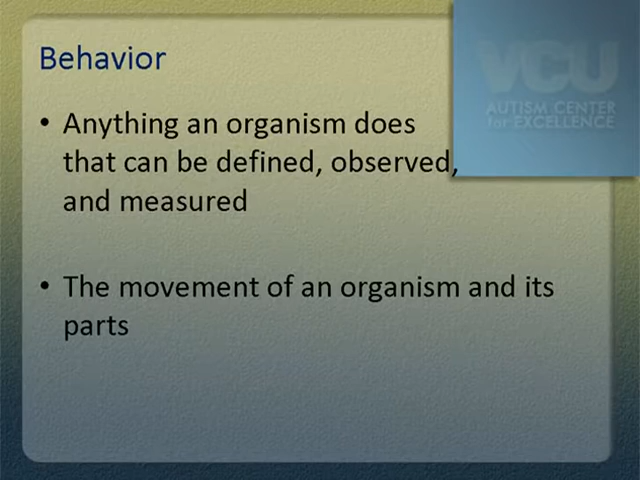 Behavior
VCU
AUTISM CENTER
for EXCELLENCE
• Anything an organism does
that can be defined, observed,
and measured
• The movement of an organism and its
parts